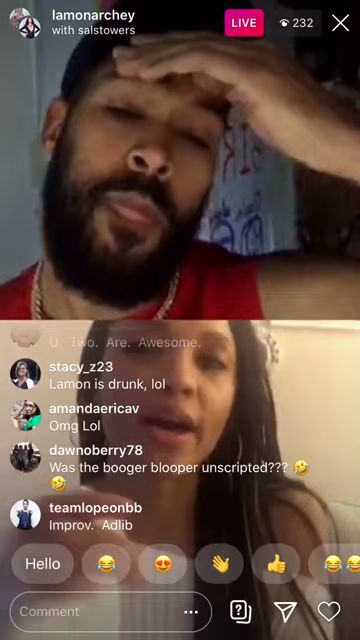 lamonarchey
with salstowers
LIVE
232
U. Two. Are. Awesome.
stacy_z23
Lamon is drunk, lol
amandaericav
Omg Lol
dawnoberry78
Was the booger blooper unscripted??? 🤣
🤣
teamlopeonbb
Improv. Adlib
Hello
😂
😍
👋
👍
😂😂
Comment